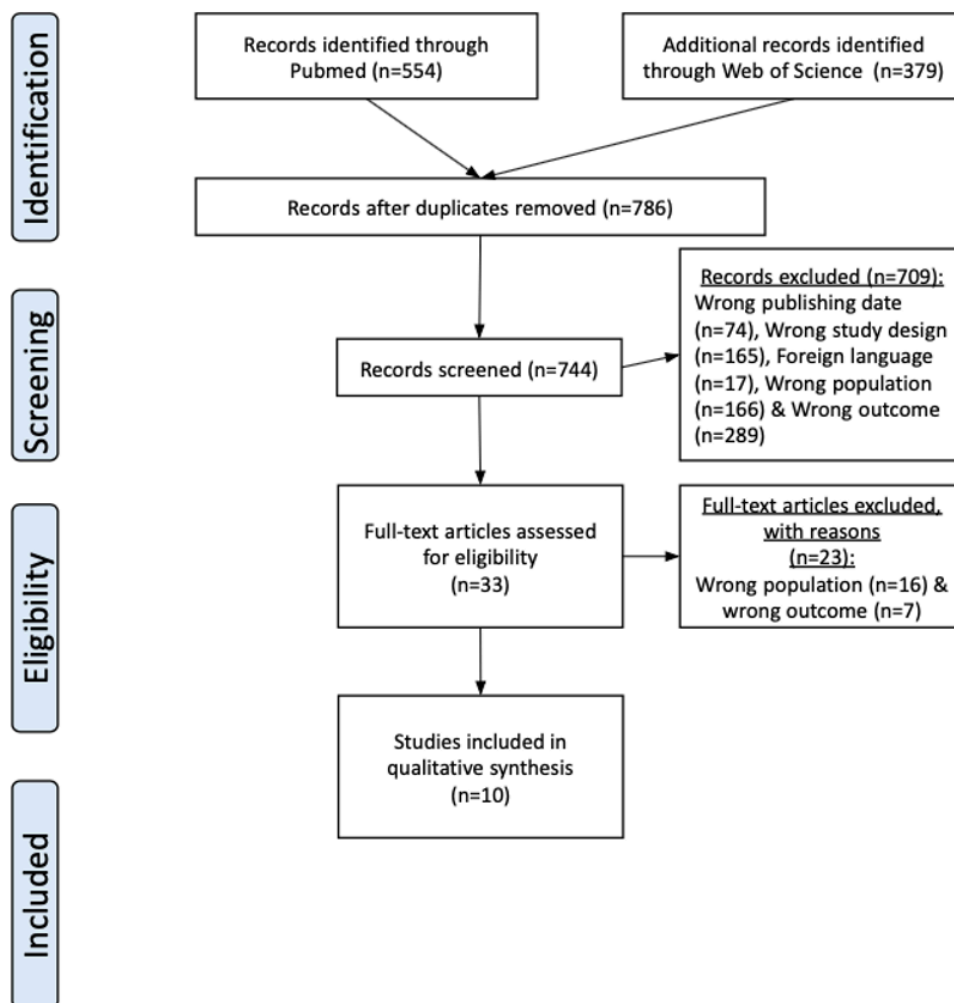 Identification
Records identified through
Pubmed (n=554)
Additional records identified
through Web of Science (n=379)
Records after duplicates removed (n=786)
Screening
Records screened (n=744)
Records excluded (n=709):
Wrong publishing date
(n=74), Wrong study design
(n=165), Foreign language
(n=17), Wrong population
(n=166) & Wrong outcome
(n=289)
Eligibility
Full-text articles assessed
for eligibility
(n=33)
Full-text articles excluded,
with reasons
(n=23):
Wrong population (n=16) &
wrong outcome (n=7)
Included
Studies included in
qualitative synthesis
(n=10)